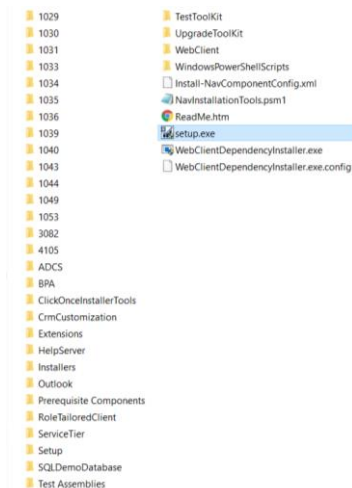 1029
1030
1031
1033
1034
1035
1036
1039
1040
1043
1044
1049
1053
3082
4105
ADCS
BPA
ClickOnceInstallerTools
CrmCustomization
Extensions
HelpServer
Installers
Outlook
Prerequisite Components
RoleTailoredClient
ServiceTier
Setup
SQLDemoDatabase
Test Assemblies
TestToolKit
UpgradeToolKit
WebClient
WindowsPowerShellScripts
Install-NavComponentConfig.xml
NavInstallationTools.psm1
ReadMe.htm
setup.exe
WebClientDependencyInstaller.exe
WebClientDependencyInstaller.exe.config